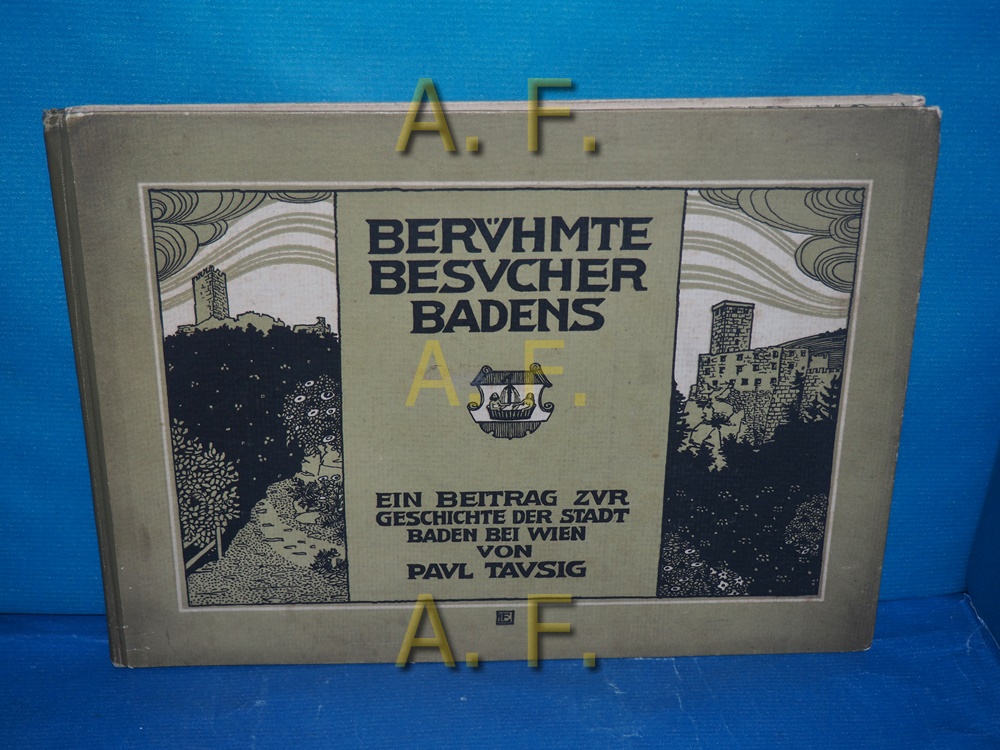 A. F.
BERVHMTE
BESVCHER
BADENS
A. F.
EIN BEITRAG ZVR
GESCHICHTE DER STADT
BADEN BEI WIEN
VON
PAVL TAVSIG
A. F.